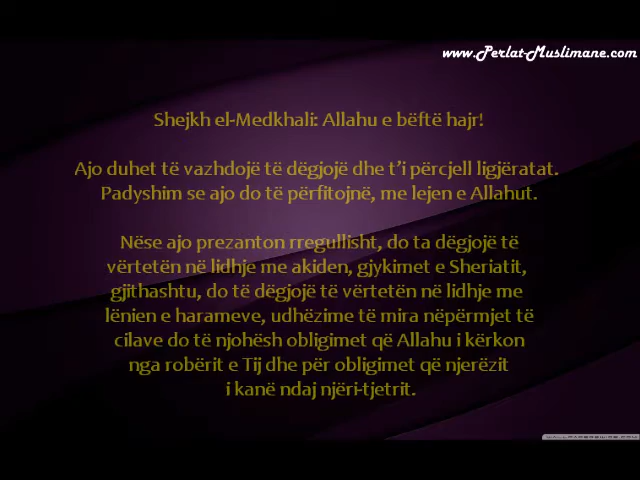 www.Perlat-Muslimane.com
Shejkh el-Medkhali: Allahu e bëftë hajr!
Ajo duhet të vazhdojë të dëgjojë dhe t'i përcjell ligjëratat.
Padyshim se ajo do të përfitojnë, me lejen e Allahut.
Nëse ajo prezanton rregullisht, do ta dëgjojë të
vërtetën në lidhje me akiden, gjykimet e Sheriatit,
gjithashtu, do të dëgjojë të vërtetën në lidhje me
lënien e harameve, udhëzime të mira nëpërmjet të
cilave do të njohësh obligimet që Allahu i kërkon
nga robërit e Tij dhe për obligimet që njerëzit
i kanë ndaj njëri-tjetrit.